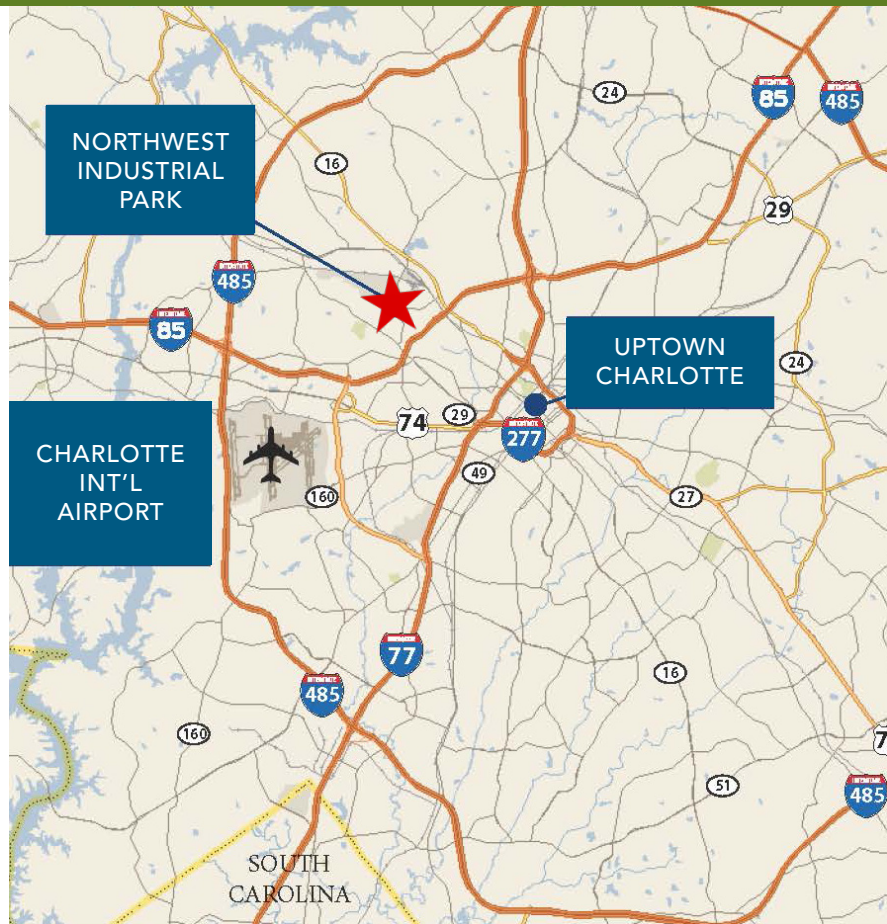 24
85
485
NORTHWEST
INDUSTRIAL
PARK
16
29
485
85
UPTOWN
CHARLOTTE
24
74
29
277
CHARLOTTE
INT'L
AIRPORT
49
160
27
77
16
485
160
7
51
485
SOUTH
CAROLINA